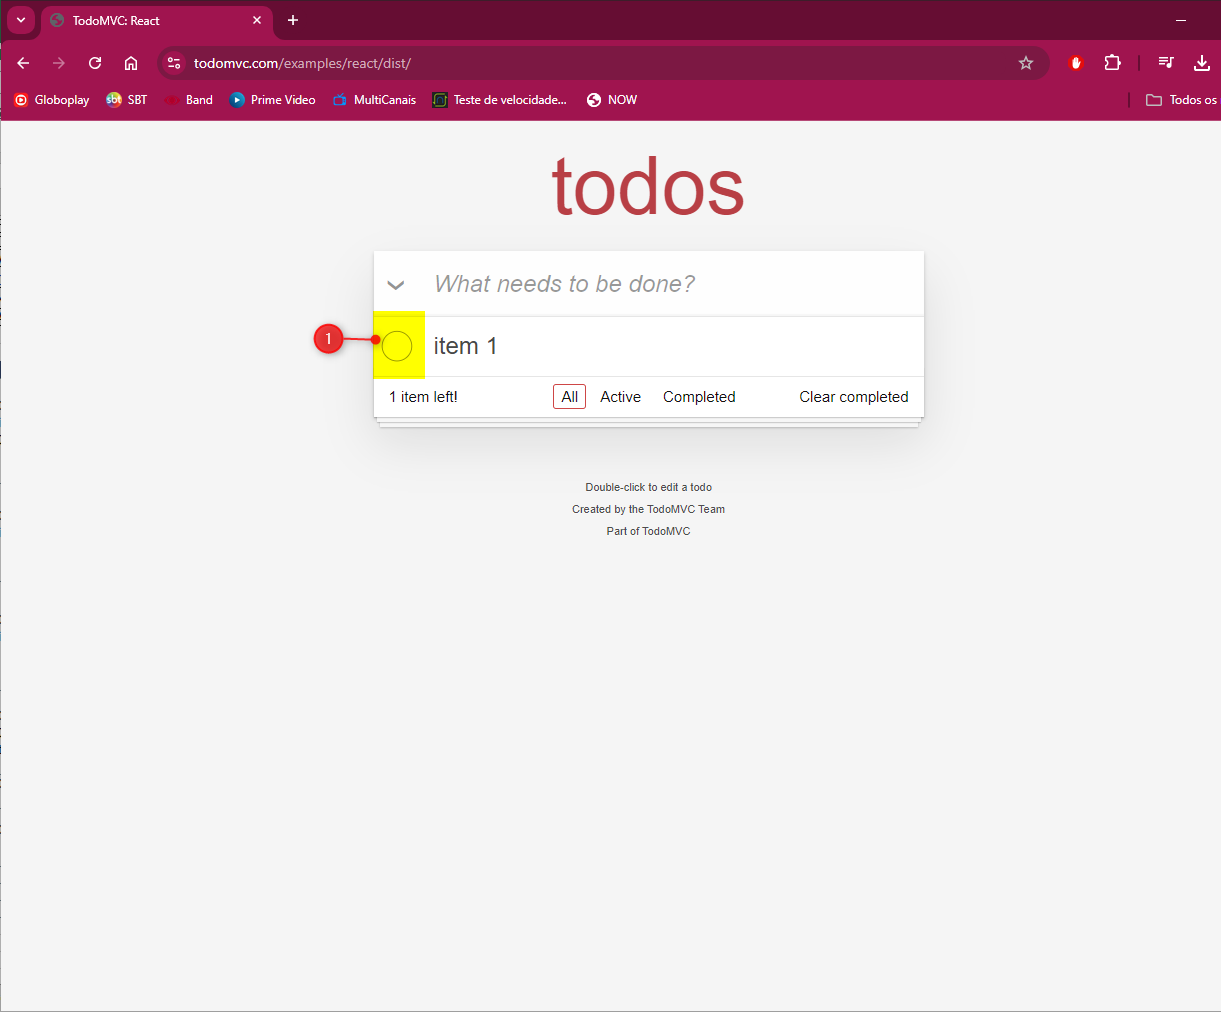 TodoMVC: React
todomvc.com/examples/react/dist/
Globoplay SBT Band Prime Video MultiCanais Teste de velocidade... NOW Todos os
todos
What needs to be done?
1 item 1
1 item left! All Active Completed Clear completed
Double-click to edit a todo
Created by the TodoMVC Team
Part of TodoMVC